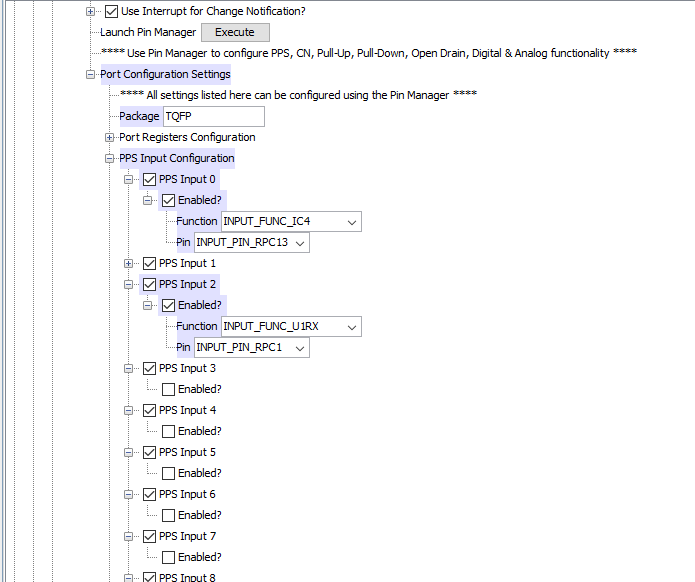 Use Interrupt for Change Notification?
Launch Pin Manager Execute
**** Use Pin Manager to configure PPS, CN, Pull-Up, Pull-Down, Open Drain, Digital & Analog functionality ****
Port Configuration Settings
**** All settings listed here can be configured using the Pin Manager ****
Package TQFP
Port Registers Configuration
PPS Input Configuration
PPS Input 0
Enabled?
Function INPUT_FUNC_IC4
Pin INPUT_PIN_RPC13
PPS Input 1
PPS Input 2
Enabled?
Function INPUT_FUNC_U1RX
Pin INPUT_PIN_RPC1
PPS Input 3
Enabled?
PPS Input 4
Enabled?
PPS Input 5
Enabled?
PPS Input 6
Enabled?
PPS Input 7
Enabled?
PPS Input 8